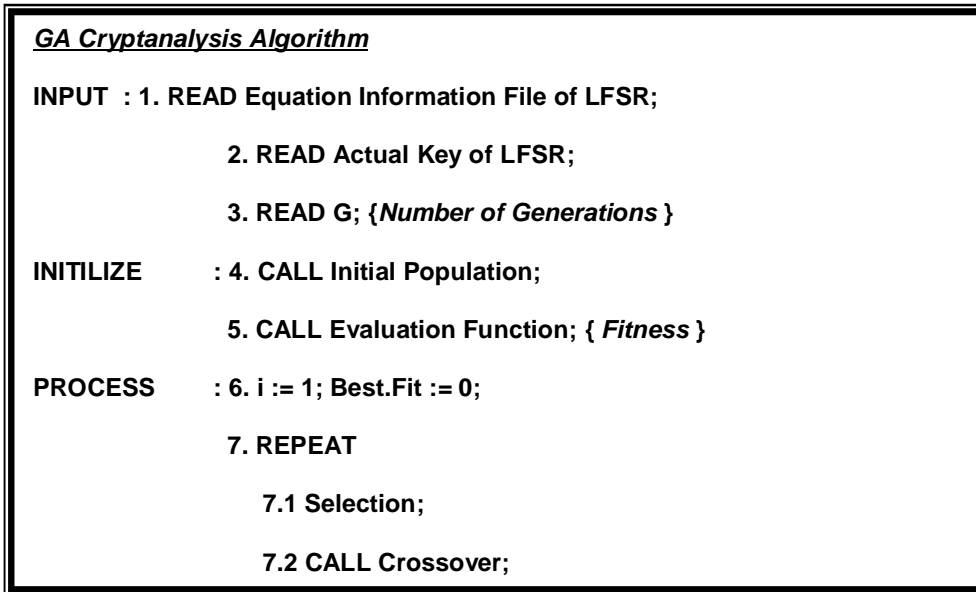 GA Cryptanalysis Algorithm
INPUT : 1. READ Equation Information File of LFSR;
2. READ Actual Key of LFSR;
3. READ G; {Number of Generations }
INITILIZE : 4. CALL Initial Population;
5. CALL Evaluation Function; { Fitness }
PROCESS : 6. i := 1; Best.Fit := 0;
7. REPEAT
7.1 Selection;
7.2 CALL Crossover;